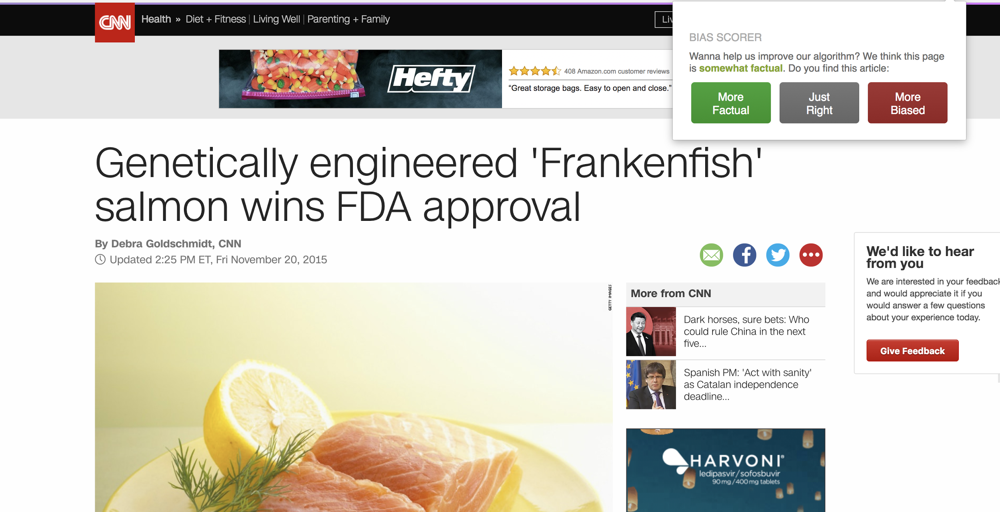 CNN
Health » Diet + Fitness | Living Well | Parenting + Family
Liv
BIAS SCORER
Wanna help us improve our algorithm? We think this page
is somewhat factual. Do you find this article:
More
Factual
Just
Right
More
Biased
Hefty
408 Amazon.com customer reviews
“Great storage bags. Easy to open and close.”
Genetically engineered 'Frankenfish'
salmon wins FDA approval
By Debra Goldschmidt, CNN
Updated 2:25 PM ET, Fri November 20, 2015
GETTY IMAGES
More from CNN
Dark horses, sure bets: Who
could rule China in the next
five...
Spanish PM: 'Act with sanity'
as Catalan independence
deadline...
HARVONI®
ledipasvir/sofosbuvir
90 mg/400 mg tablets
We'd like to hear
from you
We are interested in your feedback
and would appreciate it if you
would answer a few questions
about your experience today.
Give Feedback